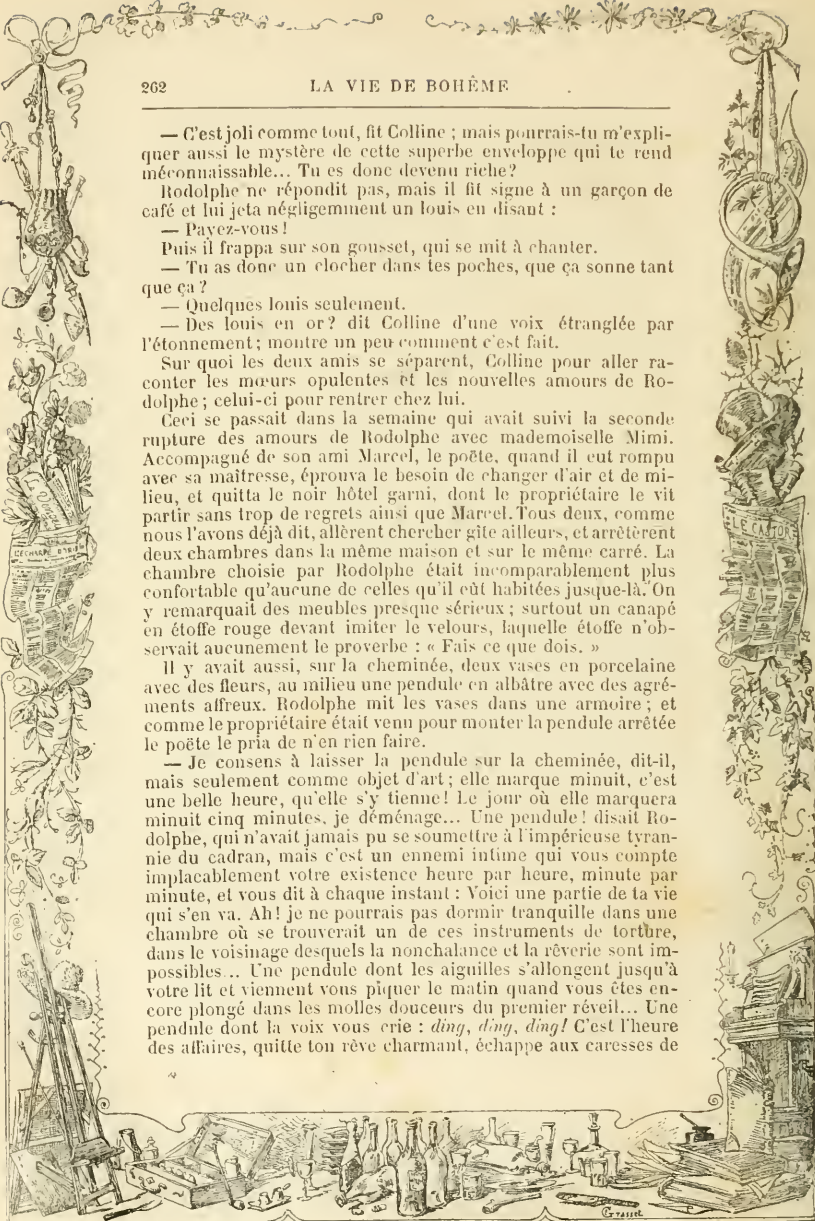 262 LA VIE DE BOHÊME
— C'est joli comme tout, fit Colline ; mais pourrais-tu m'expli-
quer aussi le mystère de cette superbe enveloppe qui te rend
méconnaissable... Tu es donc devenu riche?
Rodolphe ne répondit pas, mais il fit signe à un garçon de
café et lui jeta négligemment un louis en disant :
— Payez-vous !
Puis il frappa sur son gousset, qui se mit à chanter.
— Tu as donc un clocher dans tes poches, que ça sonne tant
que ça ?
— Quelques louis seulement.
— Des louis en or? dit Colline d'une voix étranglée par
l'étonnement; montre un peu comment c'est fait.
Sur quoi les deux amis se séparent, Colline pour aller ra-
conter les mœurs opulentes et les nouvelles amours de Ro-
dolphe ; celui-ci pour rentrer chez lui.
Ceci se passait dans la semaine qui avait suivi la seconde
rupture des amours de Rodolphe avec mademoiselle Mimi.
Accompagné de son ami Marcel, le poëte, quand il eut rompu
avec sa maîtresse, éprouva le besoin de changer d'air et de mi-
lieu, et quitta le noir hôtel garni, dont le propriétaire le vit
partir sans trop de regrets ainsi que Marcel. Tous deux, comme
nous l'avons déjà dit, allèrent chercher gîte ailleurs, et arrêtèrent
deux chambres dans la même maison et sur le même carré. La
chambre choisie par Rodolphe était incomparablement plus
confortable qu'aucune de celles qu'il eût habitées jusque-là. On
y remarquait des meubles presque sérieux ; surtout un canapé
en étoffe rouge devant imiter le velours, laquelle étoffe n'ob-
servait aucunement le proverbe : « Fais ce que dois. »
Il y avait aussi, sur la cheminée, deux vases en porcelaine
avec des fleurs, au milieu une pendule en albâtre avec des agré-
ments affreux. Rodolphe mit les vases dans une armoire ; et
comme le propriétaire était venu pour monter la pendule arrêtée
le poëte le pria de n'en rien faire.
— Je consens à laisser la pendule sur la cheminée, dit-il,
mais seulement comme objet d'art ; elle marque minuit, c'est
une belle heure, qu'elle s'y tienne! Le jour où elle marquera
minuit cinq minutes, je déménage... Une pendule ! disait Ro-
dolphe, qui n'avait jamais pu se soumettre à l'impérieuse tyran-
nie du cadran, mais c'est un ennemi intime qui vous compte
implacablement votre existence heure par heure, minute par
minute, et vous dit à chaque instant : Voici une partie de ta vie
qui s'en va. Ah! je ne pourrais pas dormir tranquille dans une
chambre où se trouverait un de ces instruments de torture,
dans le voisinage desquels la nonchalance et la rêverie sont im-
possibles... Une pendule dont les aiguilles s'allongent jusqu'à
votre lit et viennent vous piquer le matin quand vous êtes en-
core plongé dans les molles douceurs du premier réveil... Une
pendule dont la voix vous crie : ding, ding, ding! C'est l'heure
des affaires, quitte ton rêve charmant, échappe aux caresses de
L'ÉCHARPE D'IRIS
LE CASTOR
Grasset